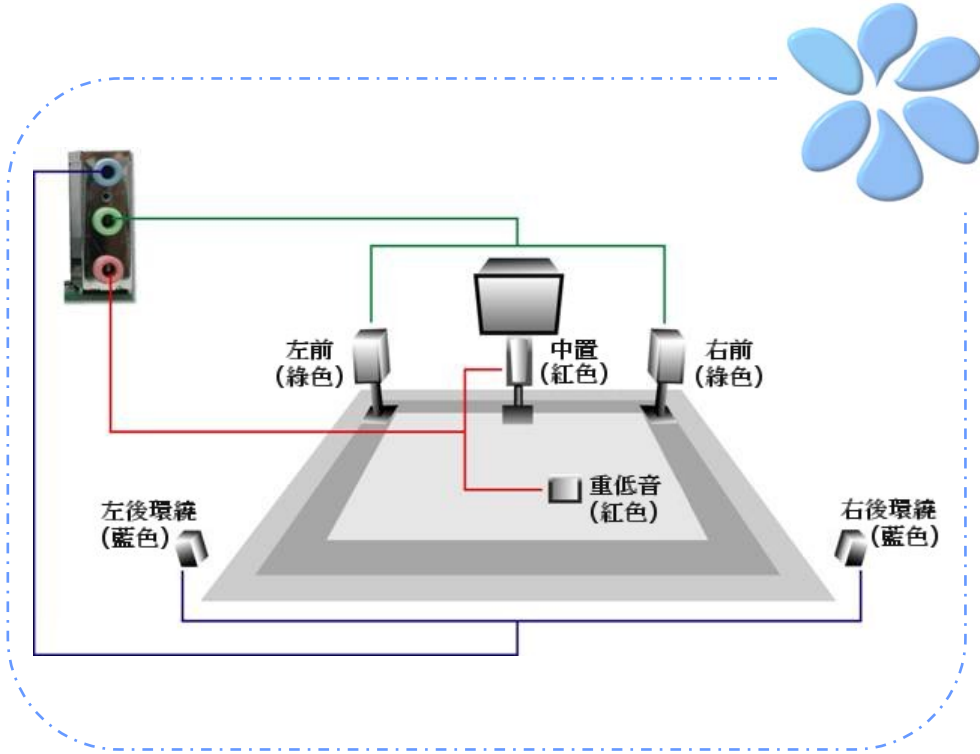 左前
(綠色)
中置
(紅色)
右前
(綠色)
左後環繞
(藍色)
重低音
(紅色)
右後環繞
(藍色)